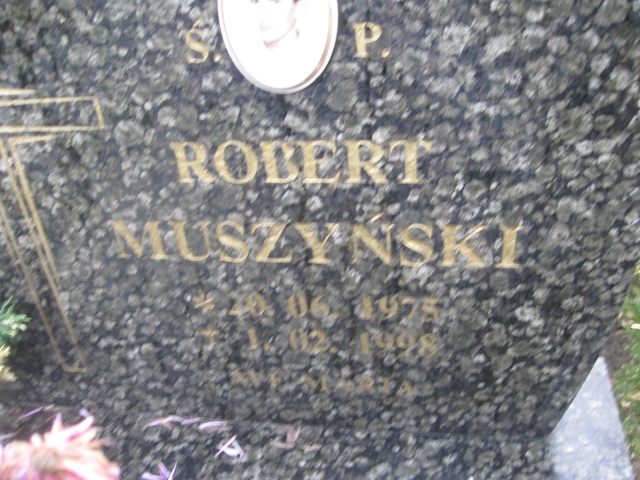 Ś. P.
ROBERT
MUSZYŃSKI
* 20. 06. 1975
† 1. 02. 1998
AVE MARIA